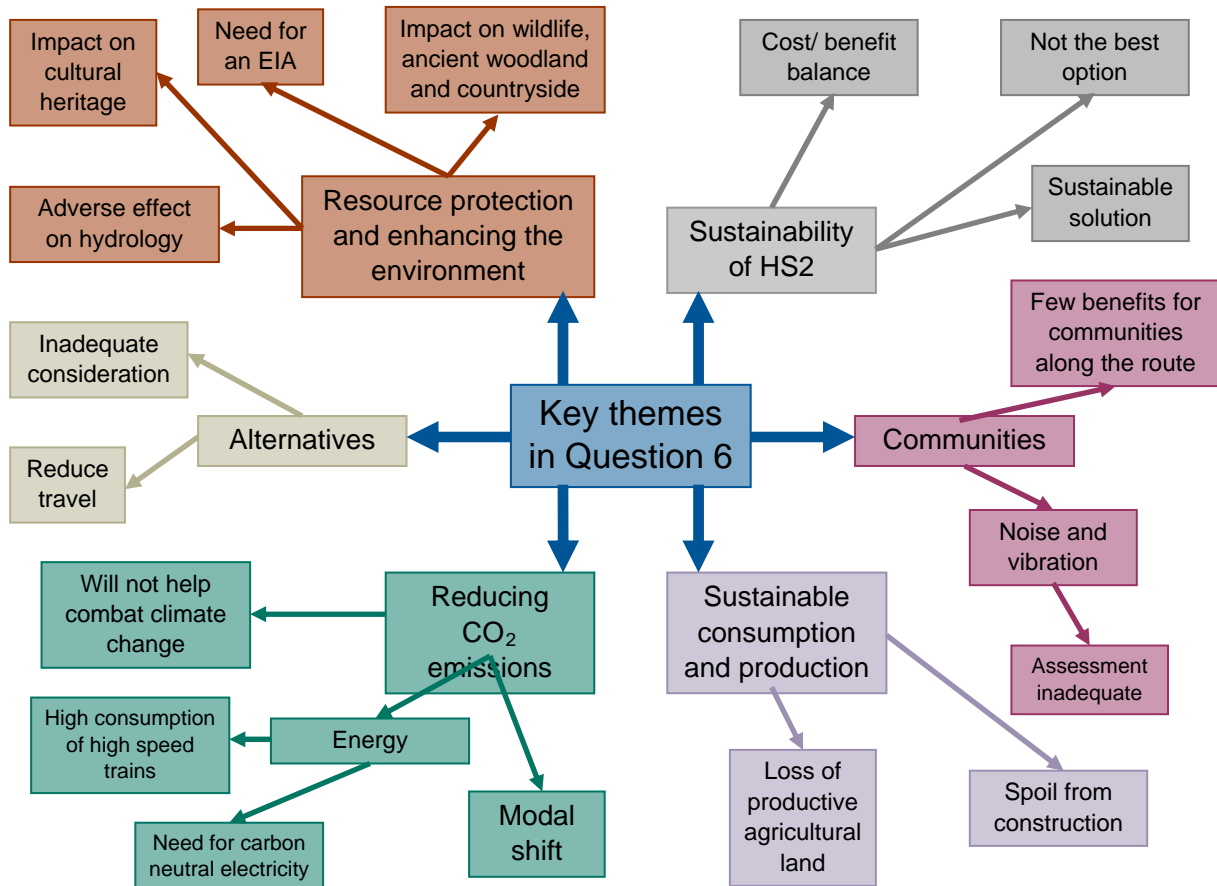 Impact on
cultural
heritage
Need for
an EIA
Impact on wildlife,
ancient woodland
and countryside
Cost/ benefit
balance
Not the best
option
Adverse effect
on hydrology
Resource protection
and enhancing the
environment
Sustainability
of HS2
Sustainable
solution
Inadequate
consideration
Few benefits for
communities
along the route
Alternatives
Key themes
in Question 6
Communities
Reduce
travel
Noise and
vibration
Will not help
combat climate
change
Reducing
CO₂
emissions
Sustainable
consumption
and production
Assessment
inadequate
High consumption
of high speed
trains
Energy
Need for carbon
neutral electricity
Modal
shift
Loss of
productive
agricultural
land
Spoil from
construction